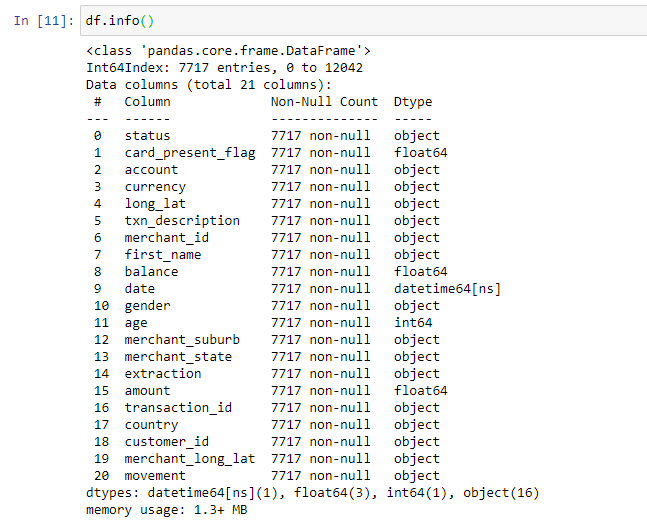 In [11]: df.info()
<class 'pandas.core.frame.DataFrame'>
Int64Index: 7717 entries, 0 to 12042
Data columns (total 21 columns):
 #   Column             Non-Null Count  Dtype
---  ------             --------------  -----
 0   status             7717 non-null   object
 1   card_present_flag  7717 non-null   float64
 2   account            7717 non-null   object
 3   currency           7717 non-null   object
 4   long_lat           7717 non-null   object
 5   txn_description    7717 non-null   object
 6   merchant_id        7717 non-null   object
 7   first_name         7717 non-null   object
 8   balance            7717 non-null   float64
 9   date               7717 non-null   datetime64[ns]
 10  gender             7717 non-null   object
 11  age                7717 non-null   int64
 12  merchant_suburb    7717 non-null   object
 13  merchant_state     7717 non-null   object
 14  extraction         7717 non-null   object
 15  amount             7717 non-null   float64
 16  transaction_id     7717 non-null   object
 17  country            7717 non-null   object
 18  customer_id        7717 non-null   object
 19  merchant_long_lat  7717 non-null   object
 20  movement           7717 non-null   object
dtypes: datetime64[ns](1), float64(3), int64(1), object(16)
memory usage: 1.3+ MB